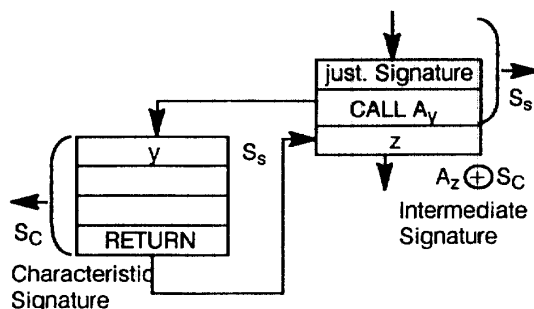 just. Signature
CALL Ay
Ss
z
y
Ss
Az ⊕ SC
Intermediate
Signature
SC
RETURN
Characteristic
Signature